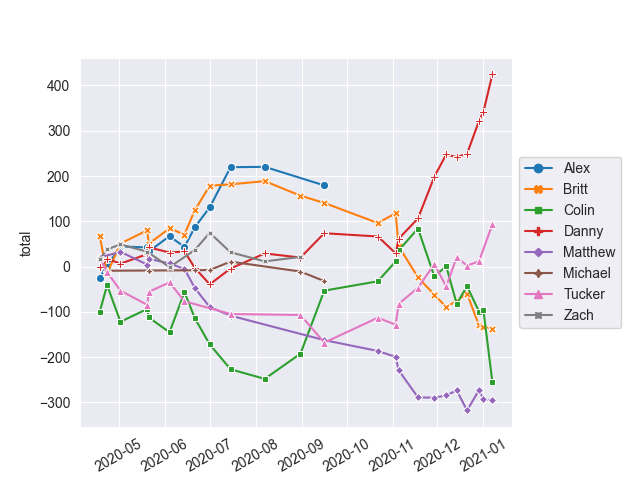 400
300
200
100
0
−100
−200
−300
total
2020-05
2020-06
2020-07
2020-08
2020-09
2020-10
2020-11
2020-12
2021-01
Alex
Britt
Colin
Danny
Matthew
Michael
Tucker
Zach